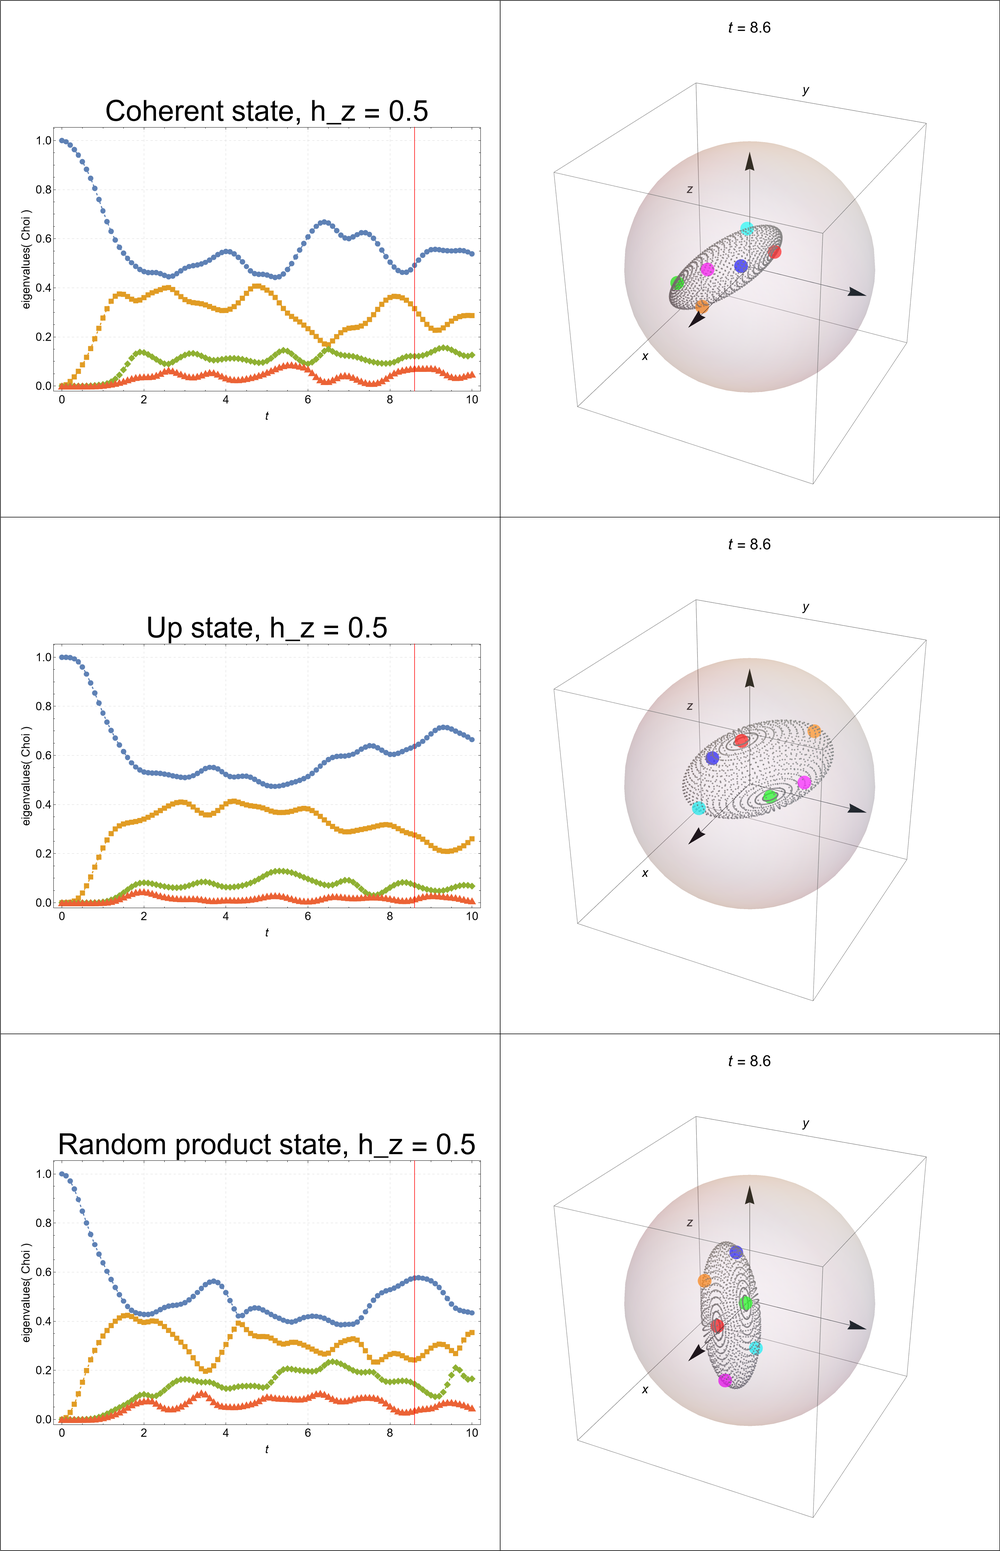 t = 8.6
Coherent state, h_z = 0.5
eigenvalues( Choi )
1.0
0.8
0.6
0.4
0.2
0.0
0 2 4 6 8 10
t
y
z
x
t = 8.6
Up state, h_z = 0.5
eigenvalues( Choi )
1.0
0.8
0.6
0.4
0.2
0.0
0 2 4 6 8 10
t
y
z
x
t = 8.6
Random product state, h_z = 0.5
eigenvalues( Choi )
1.0
0.8
0.6
0.4
0.2
0.0
0 2 4 6 8 10
t
y
z
x